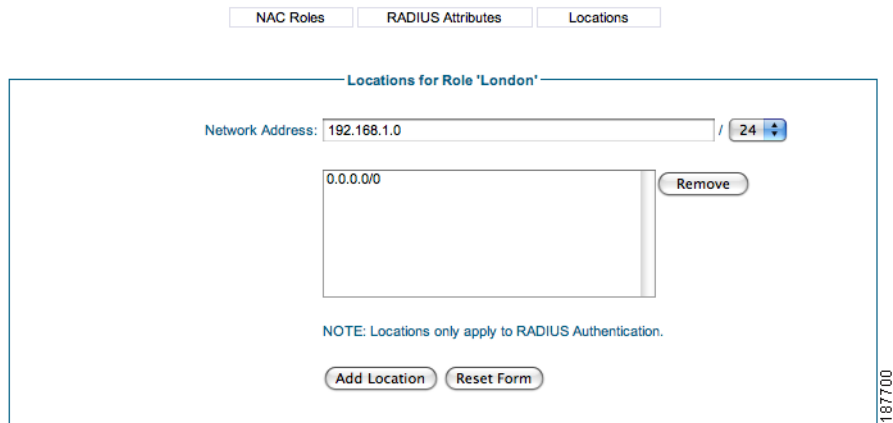 NAC Roles RADIUS Attributes Locations
Locations for Role 'London'
Network Address: 192.168.1.0 / 24
0.0.0.0/0 Remove
NOTE: Locations only apply to RADIUS Authentication.
Add Location Reset Form
187700